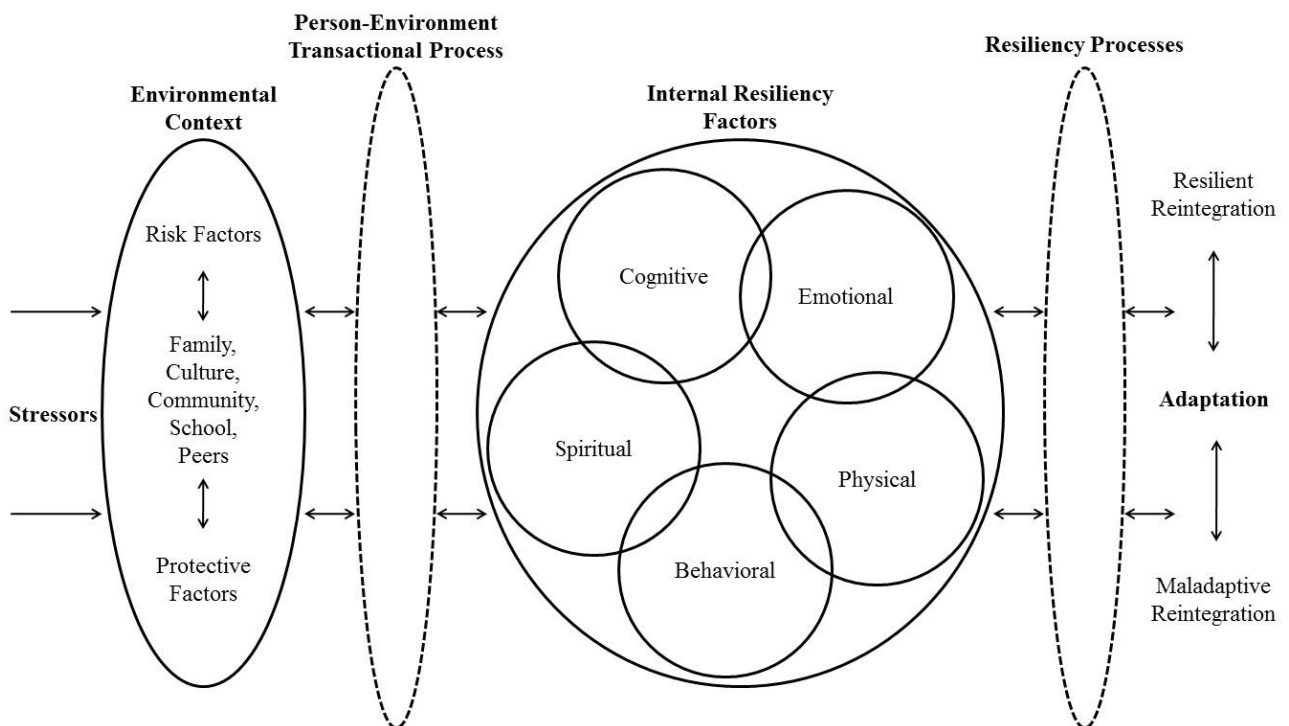 Person-Environment
Transactional Process
Resiliency Processes
Environmental
Context
Internal Resiliency
Factors
Risk Factors
Family,
Culture,
Community,
School,
Peers
Protective
Factors
Stressors
Cognitive
Emotional
Spiritual
Physical
Behavioral
Resilient
Reintegration
Adaptation
Maladaptive
Reintegration